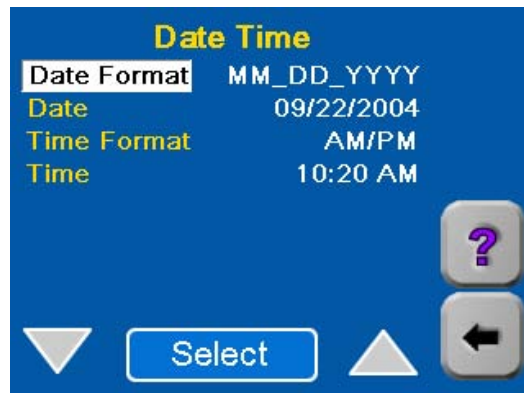 Date Time
Date Format MM_DD_YYYY
Date 09/22/2004
Time Format AM/PM
Time 10:20 AM
?
Select